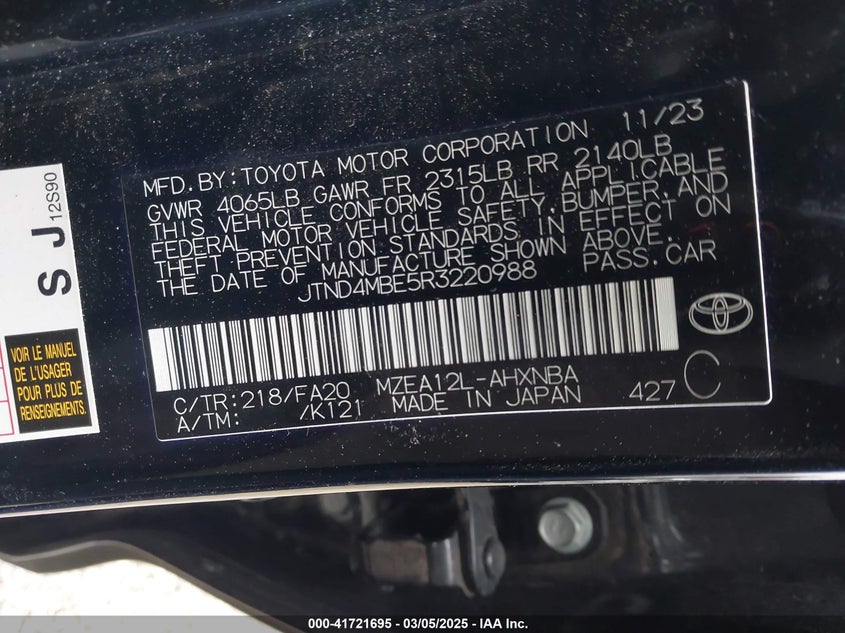 MFD. BY: TOYOTA MOTOR CORPORATION 11/23
GVWR 4065LB GAWR FR 2315LB RR 2140LB
THIS VEHICLE CONFORMS TO ALL APPLICABLE
FEDERAL MOTOR VEHICLE SAFETY, BUMPER, AND
THEFT PREVENTION STANDARDS IN EFFECT ON
THE DATE OF MANUFACTURE SHOWN ABOVE.
JTND4MBE5R3220988 PASS. CAR
C/TR: 218/FA20 MZEA12L-AHXNBA
A/TM: /K121 MADE IN JAPAN 427 C
S J 12S90
VOIR LE MANUEL
DE L'USAGER
POUR PLUS DE
RENSEIGNEMENTS.
000-41721695 - 03/05/2025 - IAA Inc.